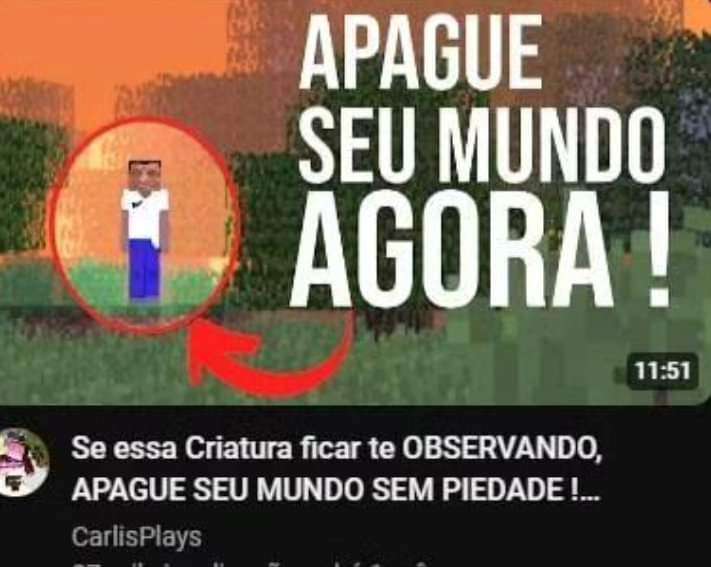 APAGUE
SEU MUNDO
AGORA !
11:51
Se essa Criatura ficar te OBSERVANDO,
APAGUE SEU MUNDO SEM PIEDADE !...
CarlisPlays